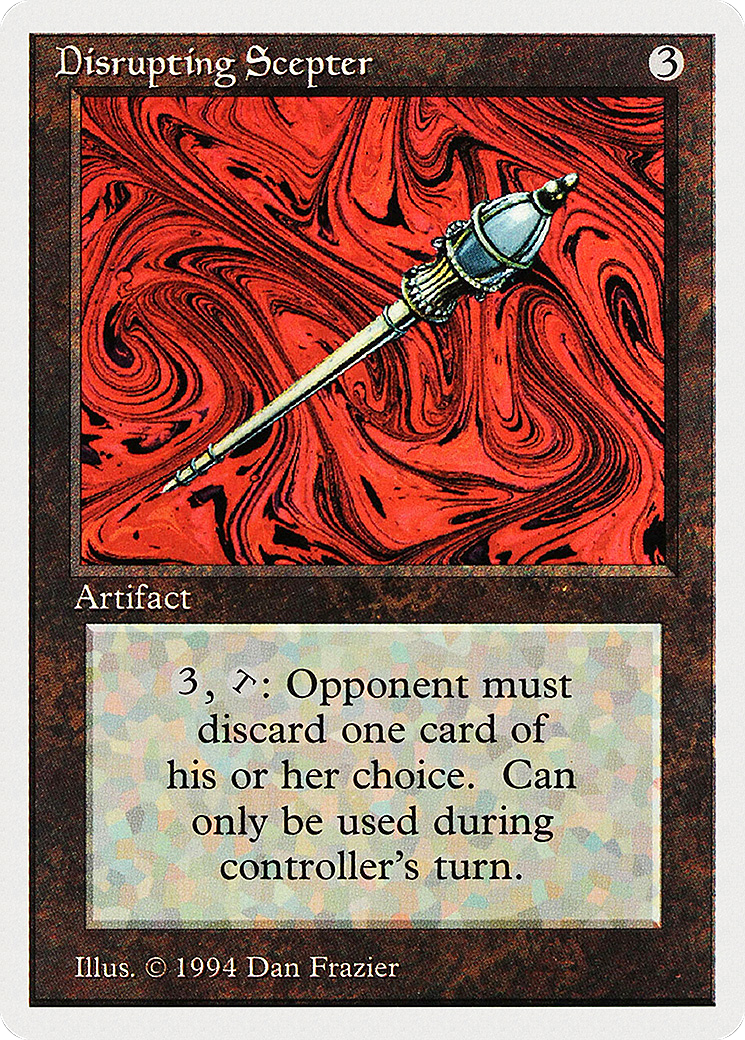 Disrupting Scepter 3
Artifact
3, T: Opponent must
discard one card of
his or her choice. Can
only be used during
controller's turn.
Illus. © 1994 Dan Frazier